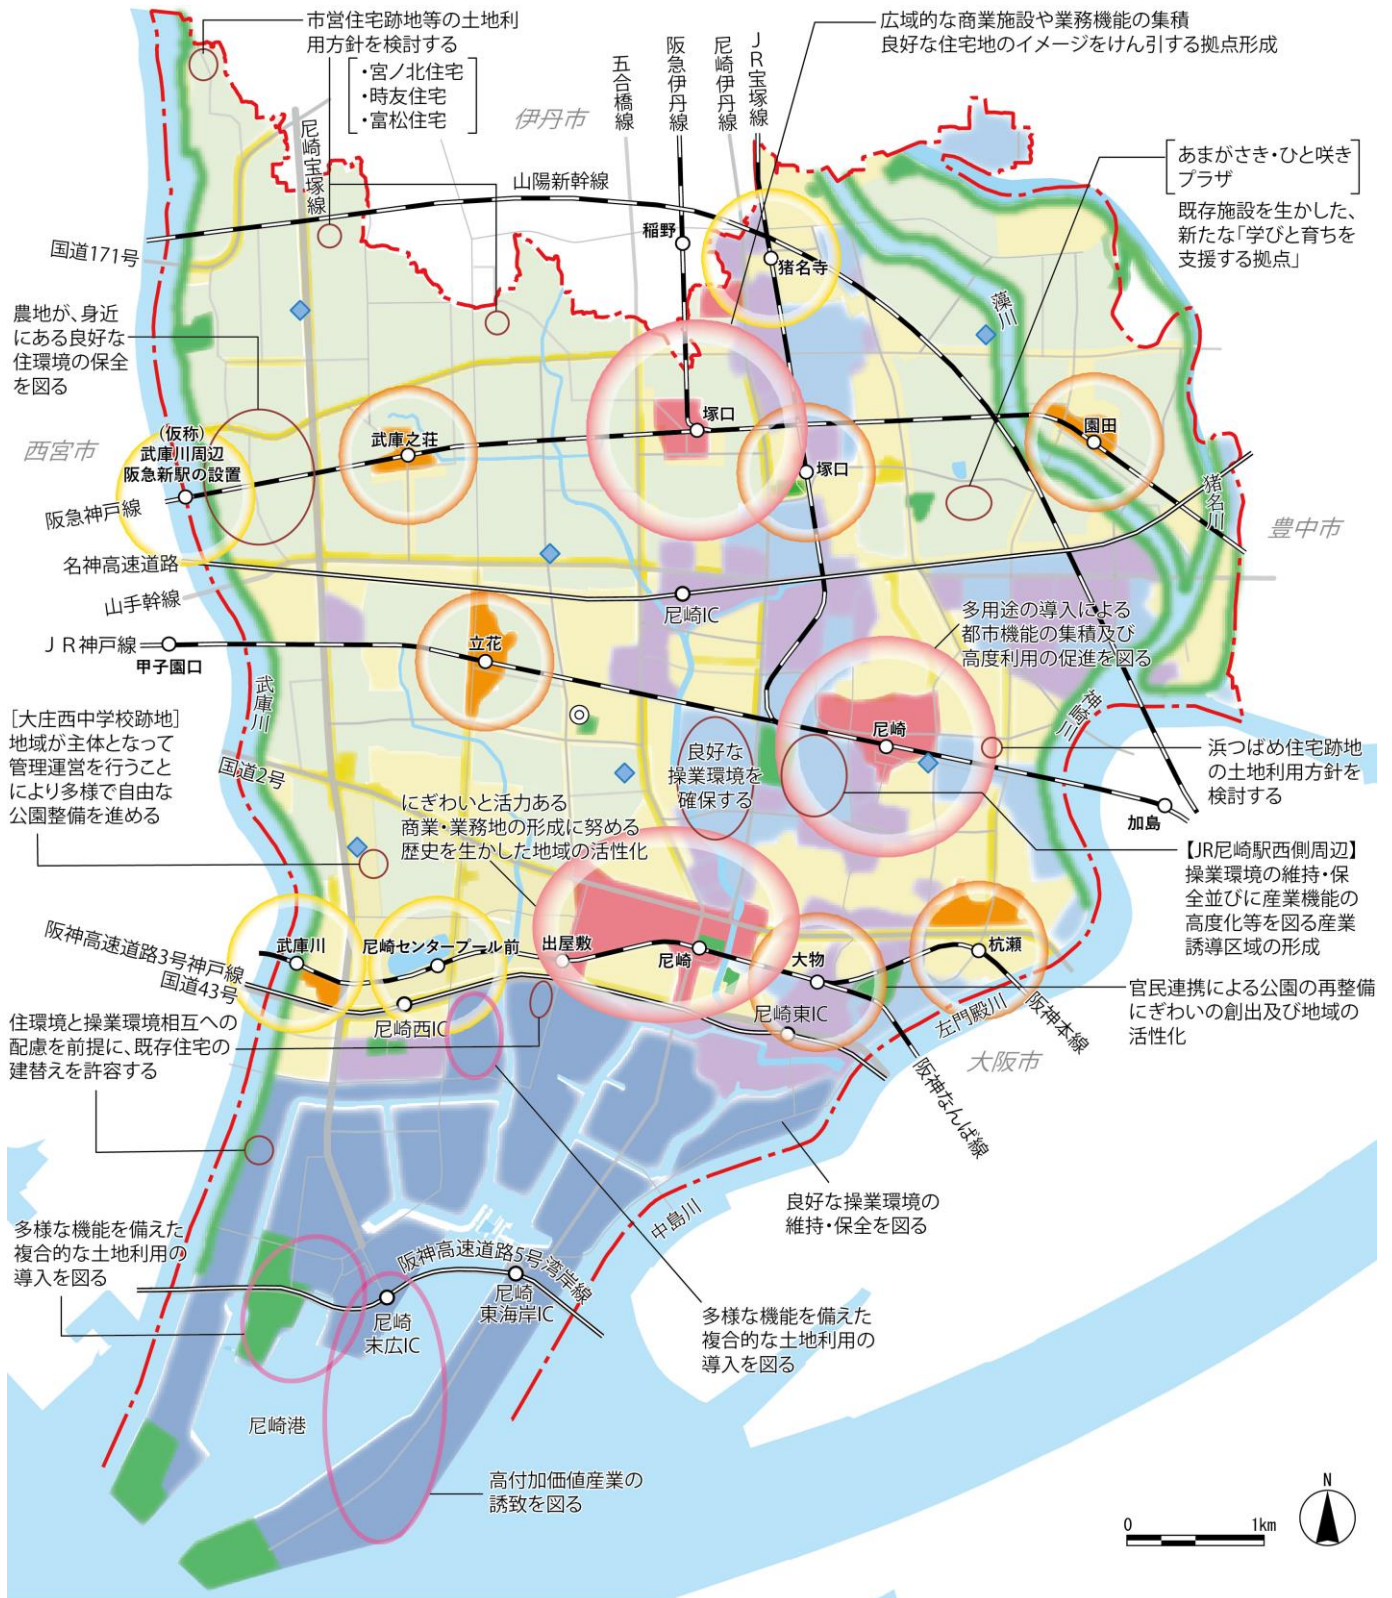 市営住宅跡地等の土地利
用方針を検討する
・宮ノ北住宅
・時友住宅
・富松住宅
広域的な商業施設や業務機能の集積
良好な住宅地のイメージをけん引する拠点形成
尼崎宝塚線
五合橋線
阪急伊丹線
尼崎伊丹線
JR宝塚線
伊丹市
山陽新幹線
国道171号
稲野
猪名寺
あまがさき・ひと咲き
プラザ
既存施設を生かした、
新たな「学びと育ちを
支援する拠点」
藻川
農地が、身近
にある良好な
住環境の保全
を図る
西宮市
(仮称)
武庫川周辺
阪急新駅の設置
武庫之荘
塚口
塚口
園田
猪名川
豊中市
阪急神戸線
名神高速道路
山手幹線
尼崎IC
JR神戸線
甲子園口
立花
多用途の導入による
都市機能の集積及び
高度利用の促進を図る
武庫川
神崎川
[大庄西中学校跡地]
地域が主体となって
管理運営を行うこと
により多様で自由な
公園整備を進める
国道2号
良好な
操業環境を
確保する
尼崎
浜つばめ住宅跡地
の土地利用方針を
検討する
加島
にぎわいと活力ある
商業・業務地の形成に努める
歴史を生かした地域の活性化
【JR尼崎駅西側周辺】
操業環境の維持・保
全並びに産業機能の
高度化等を図る産業
誘導区域の形成
阪神高速道路3号神戸線
国道43号
武庫川
尼崎センタープール前
出屋敷
尼崎
大物
杭瀬
尼崎西IC
尼崎東IC
左門殿川
阪神本線
阪神なんば線
大阪市
官民連携による公園の再整備
にぎわいの創出及び地域の
活性化
住環境と操業環境相互への
配慮を前提に、既存住宅の
建替えを許容する
良好な操業環境の
維持・保全を図る
中島川
多様な機能を備えた
複合的な土地利用の
導入を図る
阪神高速道路5号湾岸線
尼崎
末広IC
尼崎
東海岸IC
多様な機能を備えた
複合的な土地利用の
導入を図る
尼崎港
高付加価値産業の
誘致を図る
N
0 1km